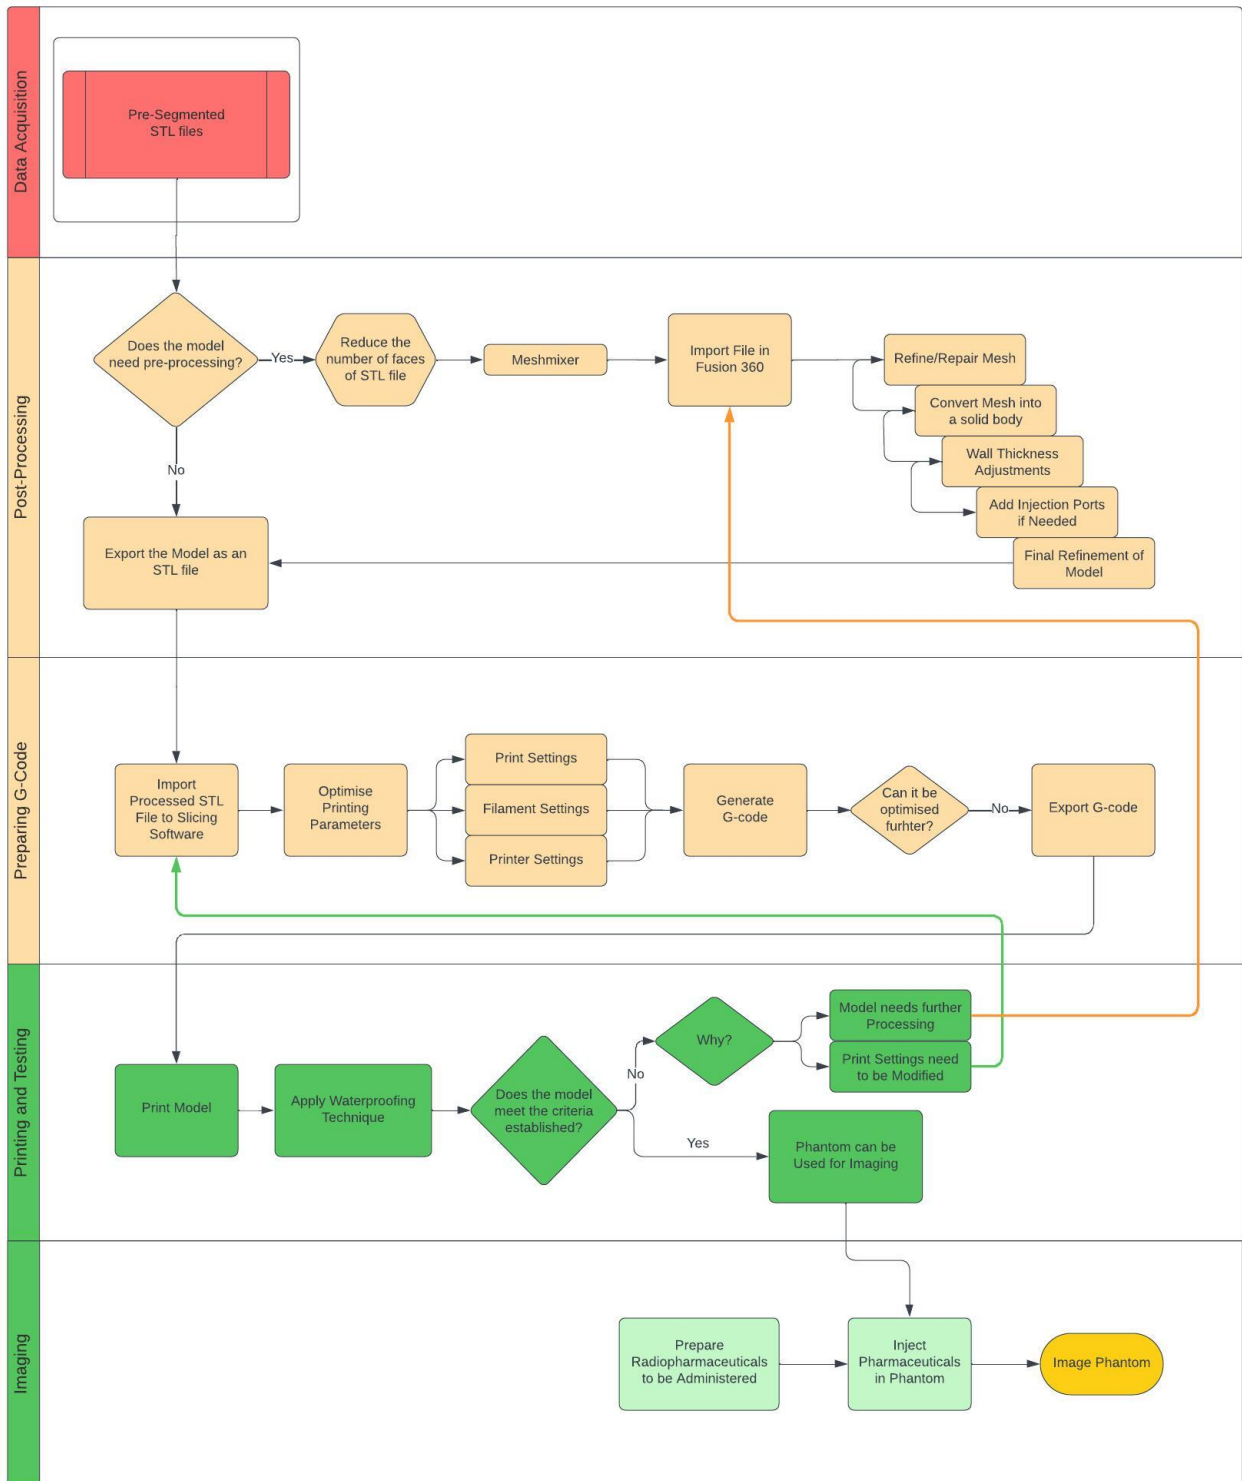 Data Acquisition
Pre-Segmented
STL files
Post-Processing
Does the model
need pre-processing?
Yes
Reduce the
number of faces
of STL file
Meshmixer
Import File in
Fusion 360
Refine/Repair Mesh
Convert Mesh into
a solid body
Wall Thickness
Adjustments
Add Injection Ports
if Needed
Final Refinement of
Model
No
Export the Model as an
STL file
Preparing G-Code
Import
Processed STL
File to Slicing
Software
Optimise
Printing
Parameters
Print Settings
Filament Settings
Printer Settings
Generate
G-code
Can it be
optimised
furhter?
No
Export G-code
Printing and Testing
Print Model
Apply Waterproofing
Technique
Does the model
meet the criteria
established?
No
Why?
Model needs further
Processing
Print Settings need
to be Modified
Yes
Phantom can be
Used for Imaging
Imaging
Prepare
Radiopharmaceuticals
to be Administered
Inject
Pharmaceuticals
in Phantom
Image Phantom